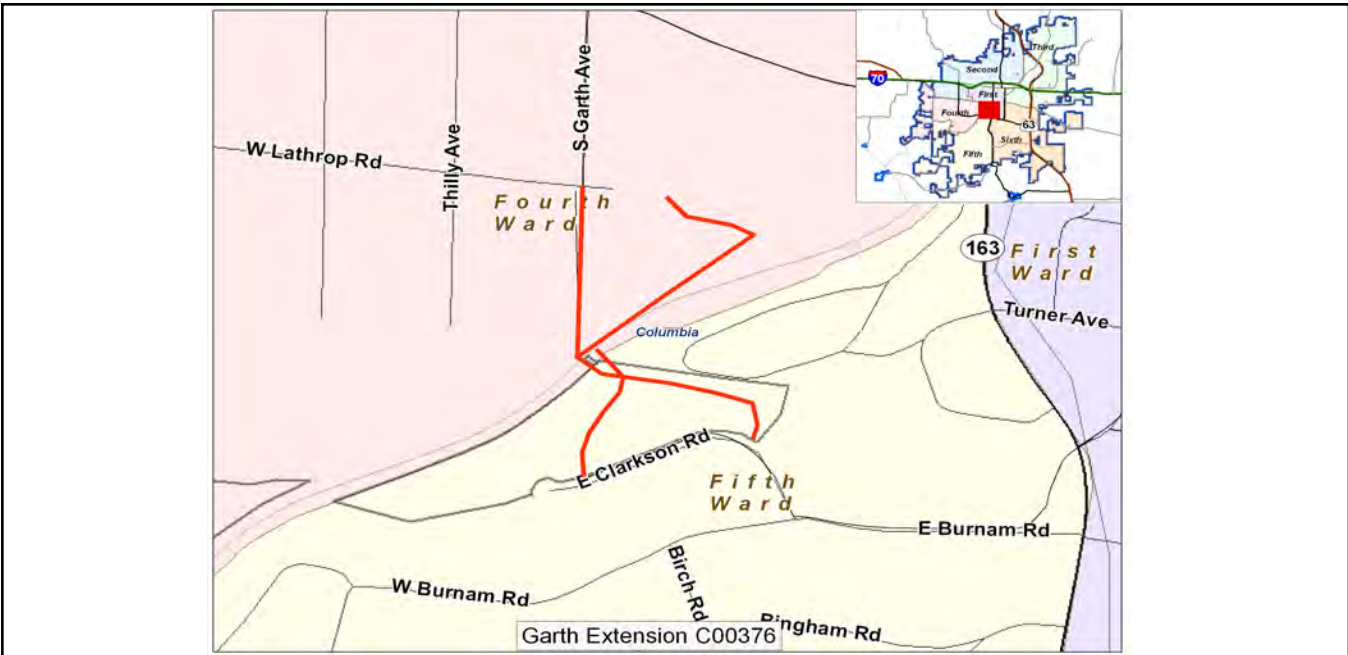 S Garth Ave
Third
Second
70
First
W Lathrop Rd
Thilly Ave
Fourth
63
Fourth
Ward
Fifth
Sixth
163
First
Ward
Turner Ave
Columbia
E Clarkson Rd
Fifth
Ward
E Burnam Rd
Birch Rd
W Burnam Rd
Bingham Rd
Garth Extension C00376